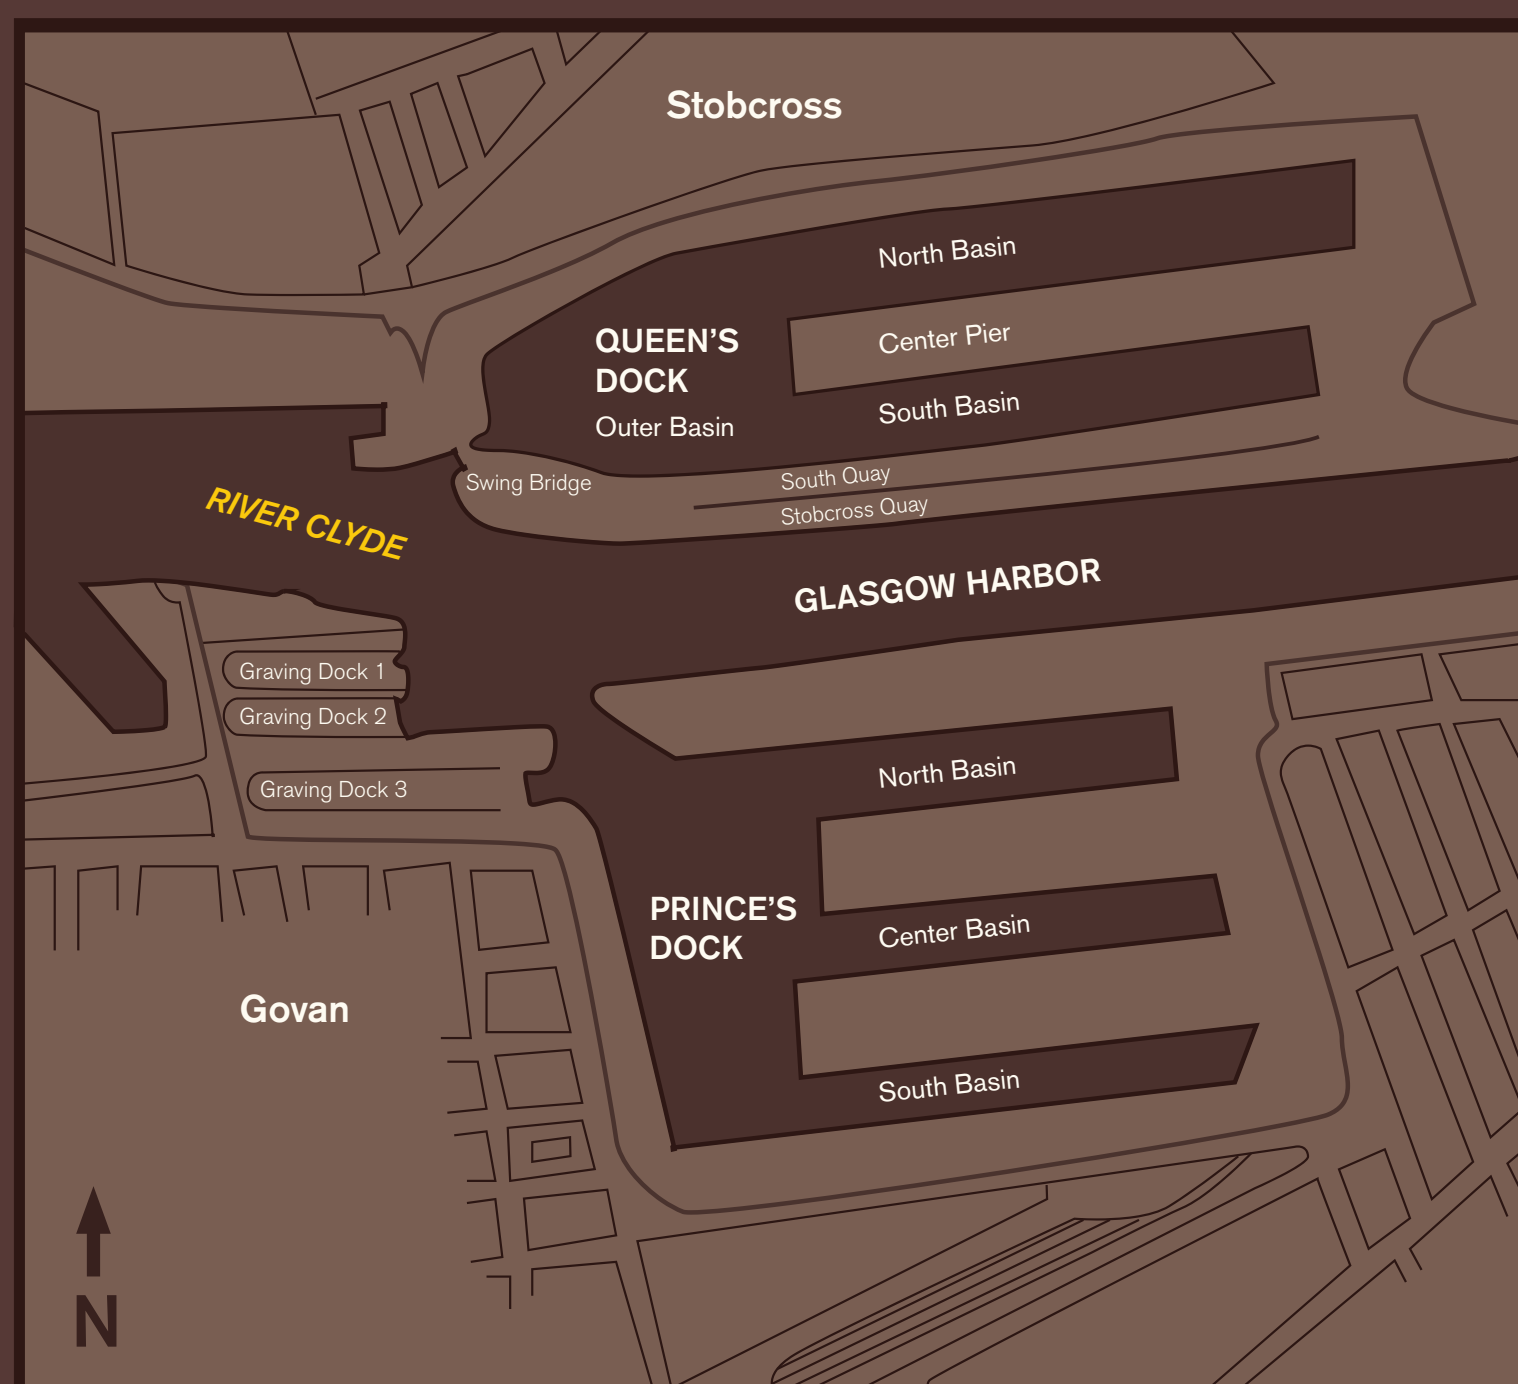 Stobcross
North Basin
QUEEN'S
DOCK
Outer Basin
Center Pier
South Basin
Swing Bridge
South Quay
Stobcross Quay
RIVER CLYDE
GLASGOW HARBOR
Graving Dock 1
Graving Dock 2
Graving Dock 3
North Basin
PRINCE'S
DOCK
Center Basin
South Basin
Govan
N